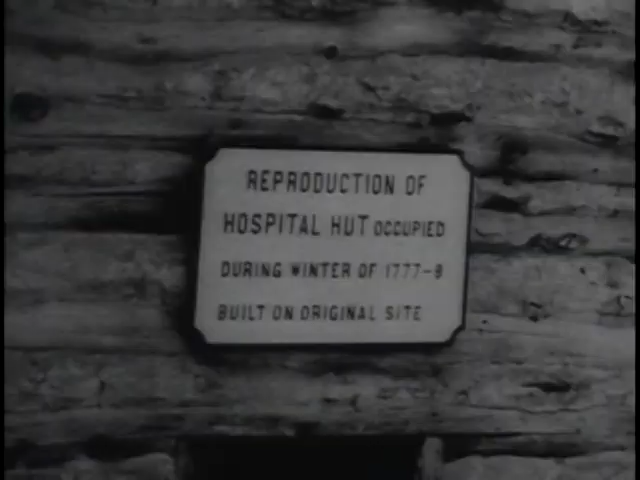 REPRODUCTION OF
HOSPITAL HUT OCCUPIED
DURING WINTER OF 1777-8
BUILT ON ORIGINAL SITE